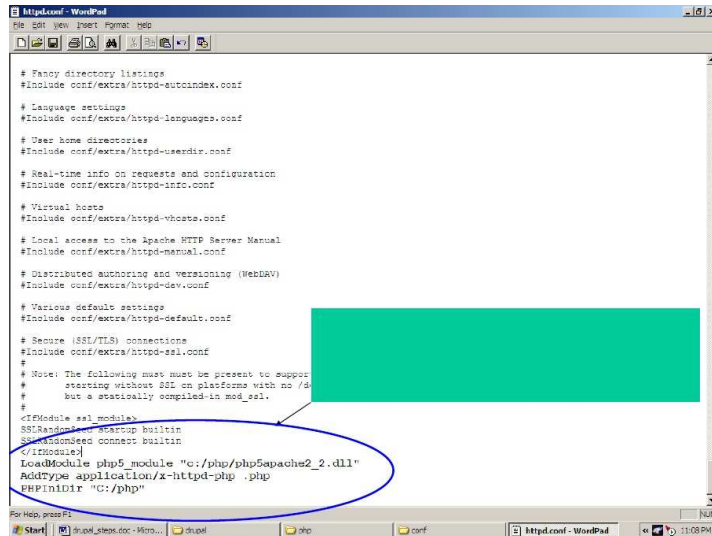 httpd.conf - WordPad
File Edit View Insert Format Help
# Fancy directory listings
#Include conf/extra/httpd-autoindex.conf
# Language settings
#Include conf/extra/httpd-languages.conf
# User home directories
#Include conf/extra/httpd-userdir.conf
# Real-time info on requests and configuration
#Include conf/extra/httpd-info.conf
# Virtual hosts
#Include conf/extra/httpd-vhosts.conf
# Local access to the Apache HTTP Server Manual
#Include conf/extra/httpd-manual.conf
# Distributed authoring and versioning (WebDAV)
#Include conf/extra/httpd-dav.conf
# Various default settings
#Include conf/extra/httpd-default.conf
# Secure (SSL/TLS) connections
#Include conf/extra/httpd-ssl.conf
#
# Note: The following must must be present to suppor
# starting without SSL on platforms with no /d
# but a statically compiled-in mod_ssl.
#
<IfModule ssl_module>
SSLRandomSeed startup builtin
SSLRandomSeed connect builtin
</IfModule>
LoadModule php5_module "c:/php/php5apache2_2.dll"
AddType application/x-httpd-php .php
PHPIniDir "C:/php"
For Help, press F1
NUM
Start drupal_steps.doc - Micro... drupal php conf httpd.conf - WordPad « 11:08 PM